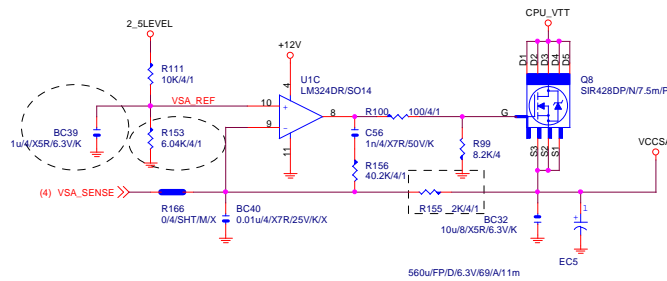 2_5LEVEL
CPU_VTT
+12V
D1
D2
D3
D4
D5
R111
10K/4/1
U1C
LM324DR/SO14
Q8
SIR428DP/N/7.5m/P
4
VSA_REF
10
+
8
R100
100/4/1
G
BC39
1u/4/X5R/6.3V/K
R153
6.04K/4/1
9
-
11
C56
1n/4/X7R/50V/K
R99
8.2K/4
S3
S2
S1
VCCSA
R156
40.2K/4/1
(4) VSA_SENSE
R166
0/4/SHT/M/X
BC40
0.01u/4/X7R/25V/K/X
R155
2K/4/1
BC32
10u/8/X5R/6.3V/K
+
1
EC5
560u/FP/D/6.3V/69/A/11m